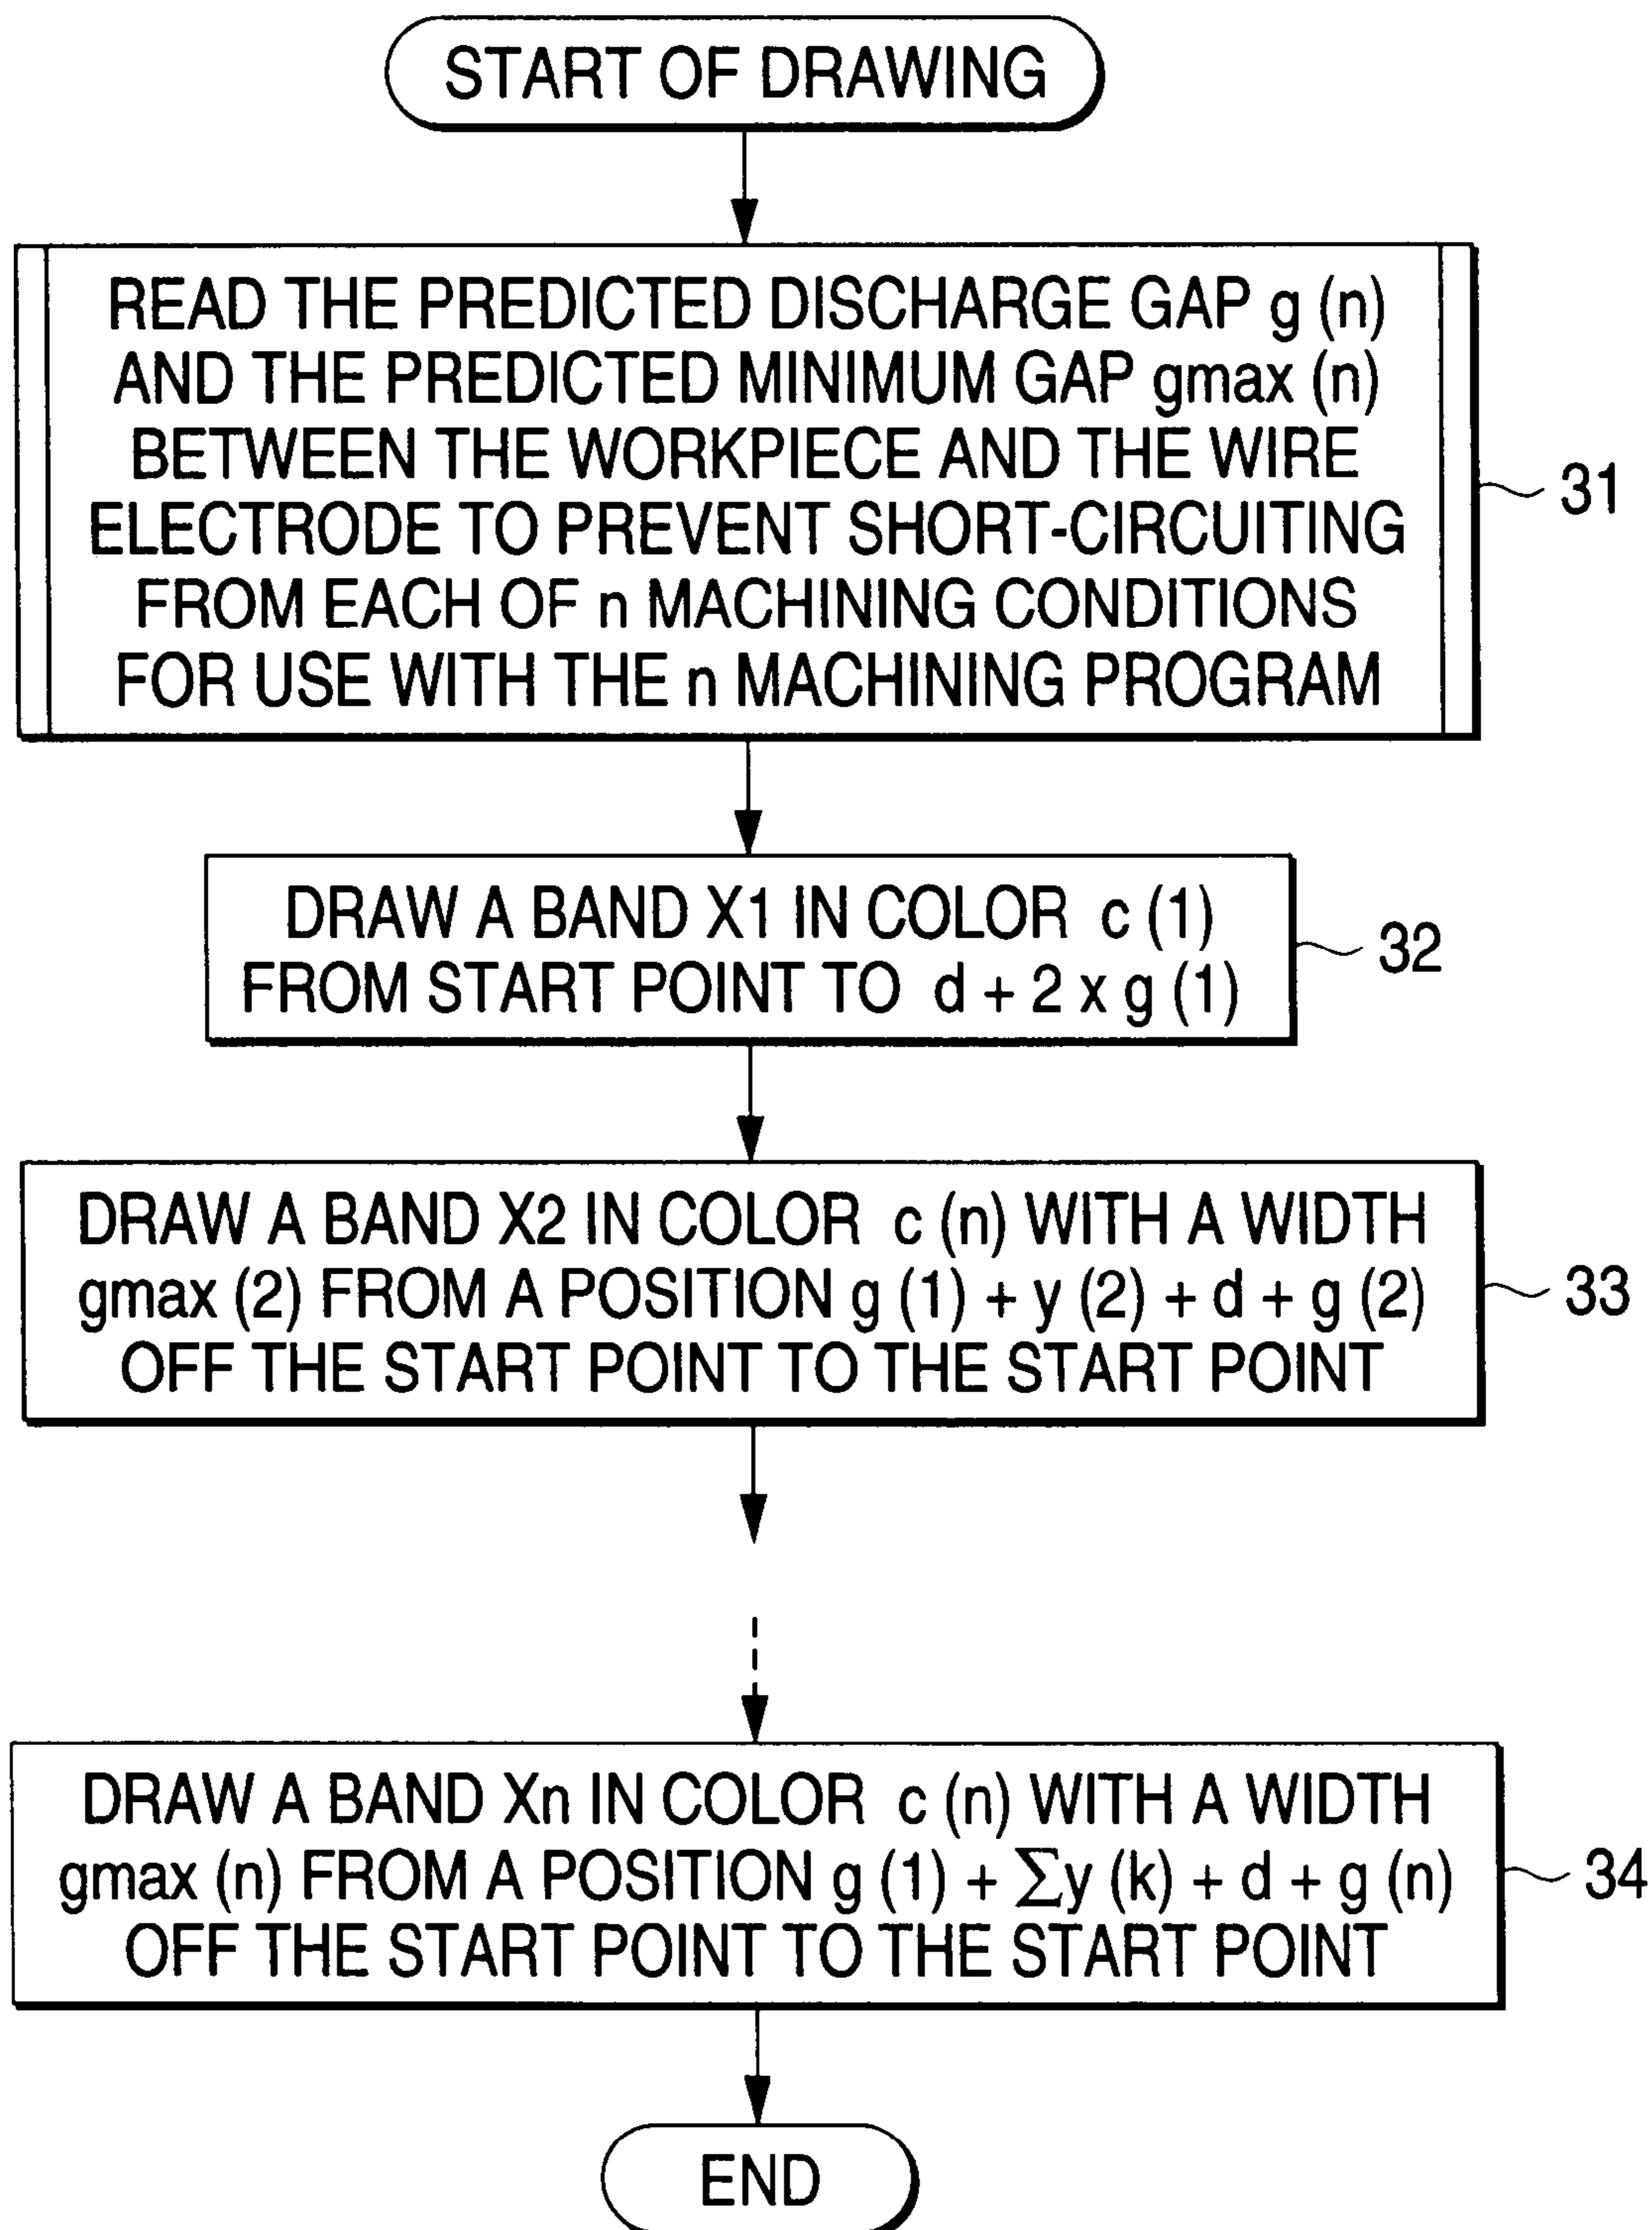 START OF DRAWING
READ THE PREDICTED DISCHARGE GAP g (n)
AND THE PREDICTED MINIMUM GAP gmax (n)
BETWEEN THE WORKPIECE AND THE WIRE
ELECTRODE TO PREVENT SHORT-CIRCUITING
FROM EACH OF n MACHINING CONDITIONS
FOR USE WITH THE n MACHINING PROGRAM
31
DRAW A BAND X1 IN COLOR c (1)
FROM START POINT TO d + 2 x g (1)
32
DRAW A BAND X2 IN COLOR c (n) WITH A WIDTH
gmax (2) FROM A POSITION g (1) + y (2) + d + g (2)
OFF THE START POINT TO THE START POINT
33
DRAW A BAND Xn IN COLOR c (n) WITH A WIDTH
gmax (n) FROM A POSITION g (1) + Σy (k) + d + g (n)
OFF THE START POINT TO THE START POINT
34
END